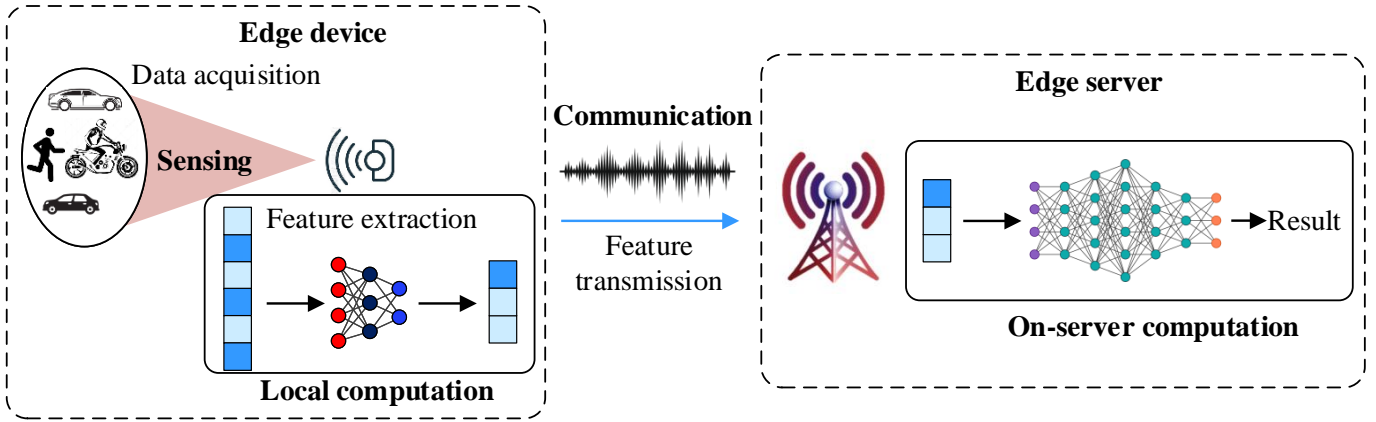 Edge device
Data acquisition
Sensing
Feature extraction
Local computation
Communication
Feature
transmission
Edge server
Result
On-server computation